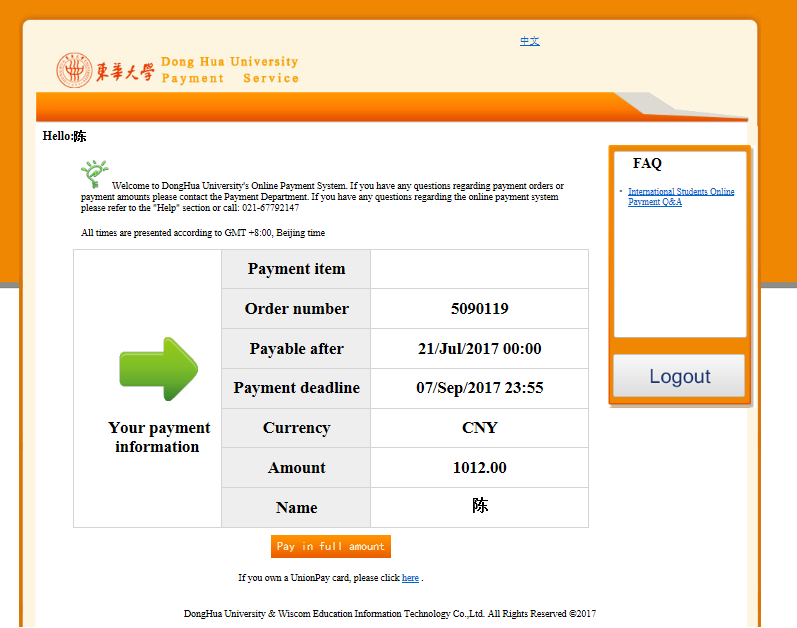 中文
東華大學
Dong Hua University
Payment Service
Hello:陈
Welcome to DongHua University's Online Payment System. If you have any questions regarding payment orders or
payment amounts please contact the Payment Department. If you have any questions regarding the online payment system
please refer to the "Help" section or call: 021-67792147
All times are presented according to GMT +8:00, Beijing time
Your payment
information
Payment item
Order number 5090119
Payable after 21/Jul/2017 00:00
Payment deadline 07/Sep/2017 23:55
Currency CNY
Amount 1012.00
Name 陈
Pay in full amount
If you own a UnionPay card, please click here .
FAQ
International Students Online
Payment Q&A
Logout
DongHua University & Wiscom Education Information Technology Co.,Ltd. All Rights Reserved ©2017